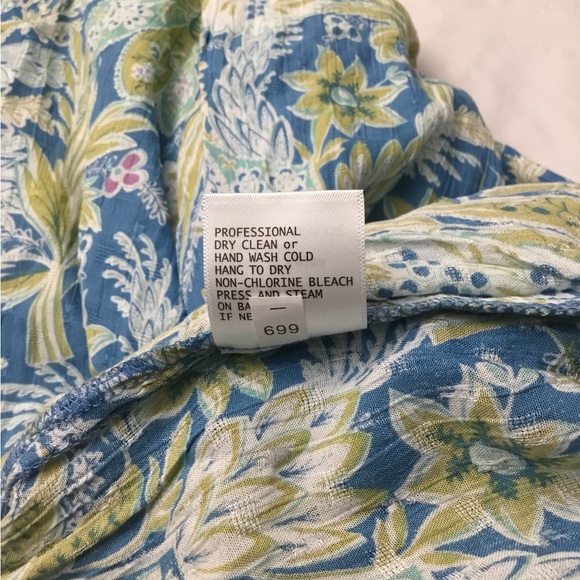 PROFESSIONAL
DRY CLEAN or
HAND WASH COLD
HANG TO DRY
NON-CHLORINE BLEACH
PRESS AND STEAM
ON
IF
699